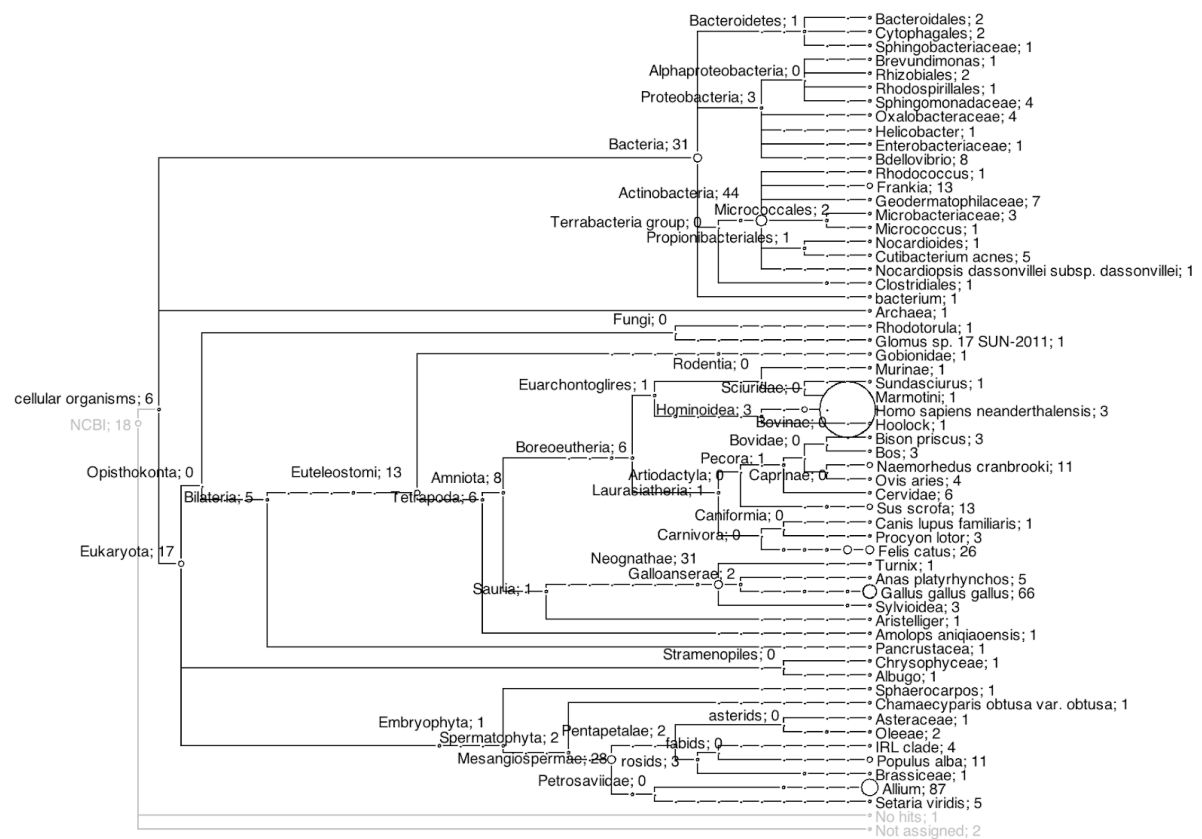 Bacteroidetes; 1
Bacteroidales; 2
Cytophagales; 2
Sphingobacteriaceae; 1
Brevundimonas; 1
Alphaproteobacteria; 0
Rhizobiales; 2
Rhodospirillales; 1
Proteobacteria; 3
Sphingomonadaceae; 4
Oxalobacteraceae; 4
Helicobacter; 1
Bacteria; 31
Enterobacteriaceae; 1
Bdellovibrio; 8
Rhodococcus; 1
Actinobacteria; 44
Frankia; 13
Geodermatophilaceae; 7
Micrococcales; 2
Microbacteriaceae; 3
Terrabacteria group; 0
Micrococcus; 1
Propionibacteriales; 1
Nocardioides; 1
Cutibacterium acnes; 5
Nocardiopsis dassonvillei subsp. dassonvillei; 1
Clostridiales; 1
bacterium; 1
Archaea; 1
Fungi; 0
Rhodotorula; 1
Glomus sp. 17 SUN-2011; 1
Gobionidae; 1
Rodentia; 0
Murinae; 1
Euarchontoglires; 1
Sciuridae; 0
Sundasciurus; 1
cellular organisms; 6
Marmotini; 1
Hominoidea; 3
Homo sapiens neanderthalensis; 3
NCBI; 18
Bovinae; 0
Hoolock; 1
Bovidae; 0
Bison priscus; 3
Boreoeutheria; 6
Bos; 3
Pecora; 1
Naemorhedus cranbrooki; 11
Opisthokonta; 0
Euteleostomi; 13
Amniota; 8
Artiodactyla; 0
Caprinae; 0
Ovis aries; 4
Bilateria; 5
Tetrapoda; 6
Laurasiatheria; 1
Cervidae; 6
Sus scrofa; 13
Caniformia; 0
Canis lupus familiaris; 1
Carnivora; 0
Procyon lotor; 3
Eukaryota; 17
Felis catus; 26
Neognathae; 31
Turnix; 1
Galloanserae; 2
Anas platyrhynchos; 5
Sauria; 1
Gallus gallus gallus; 66
Sylvioidea; 3
Aristelliger; 1
Amolops aniqiaoensis; 1
Pancrustacea; 1
Stramenopiles; 0
Chrysophyceae; 1
Albugo; 1
Sphaerocarpos; 1
Chamaecyparis obtusa var. obtusa; 1
Embryophyta; 1
asterids; 0
Asteraceae; 1
Spermatophyta; 2
Pentapetalae; 2
Oleeae; 2
fabids; 0
IRL clade; 4
Mesangiospermae; 28
rosids; 3
Populus alba; 11
Brassiceae; 1
Petrosaviidae; 0
Allium; 87
Setaria viridis; 5
No hits; 1
Not assigned; 2